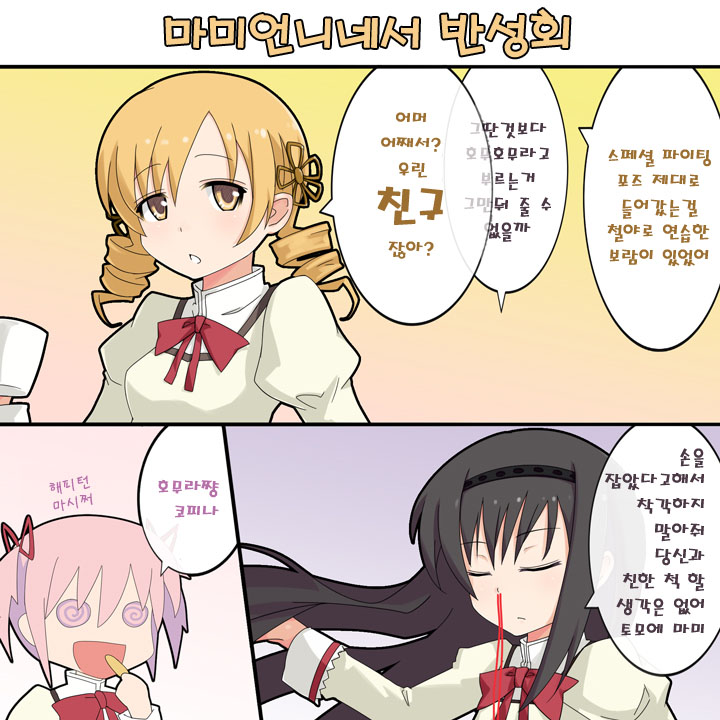 마미언니네서 반성회
스페셜 파이팅
포즈 제대로
들어갔는걸
철야로 연습한
보람이 있었어
그딴것보다
호무호무라고
부르는거
그만둬 줄 수
없을까
어머
어째서?
우린
친구
잖아?
손을
잡았다고해서
착각하지
말아줘
당신과
친한 척 할
생각은 없어
토모에 마미
호무라쨩
코피나
해피턴
마시쪄